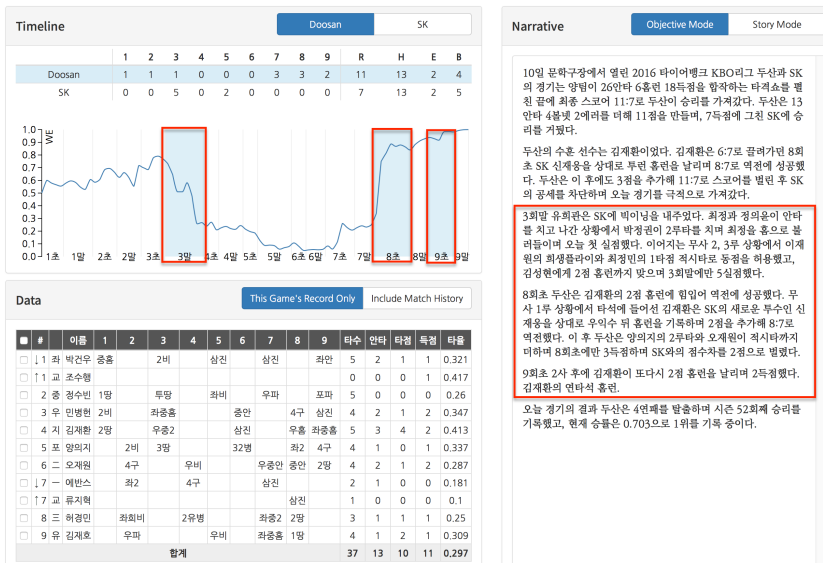 Timeline
Doosan SK
1 2 3 4 5 6 7 8 9 R H E B
Doosan 1 1 1 0 0 0 3 3 2 11 13 2 4
SK 0 0 5 0 2 0 0 0 0 7 13 2 5
WE
1.0
0.9
0.8
0.7
0.6
0.5
0.4
0.3
0.2
0.1
0.0
1초 1말 2초 2말 3초 3말 4초 4말 5초 5말 6초 6말 7초 7말 8초 8말 9초 9말
Data
This Game's Record Only Include Match History
# 이름 1 2 3 4 5 6 7 8 9 타수 안타 타점 득점 타율
↓1 좌 박건우 중홈 2비 삼진 삼진 좌안 5 2 1 1 0.321
↑1 교 조수행 0 0 0 1 0.417
2 중 정수빈 1땅 투땅 좌비 우파 포파 5 0 0 0 0.26
3 우 민병헌 2비 좌중홈 중안 4구 삼진 4 2 1 2 0.347
4 지 김재환 2땅 우중2 삼진 우홈 좌중홈 5 3 4 2 0.413
5 포 양의지 2비 3땅 32병 좌2 4구 4 1 0 1 0.337
6 二 오재원 4구 우비 우중안 중안 2땅 4 2 1 2 0.287
↓7 一 에반스 좌2 4구 삼진 2 1 0 0 0.181
↑7 교 류지혁 삼진 1 0 0 0 0.1
8 三 허경민 좌희비 2유병 좌중2 2땅 3 1 1 1 0.25
9 유 김재호 우파 우비 좌중홈 1땅 4 1 2 1 0.309
합계 37 13 10 11 0.297
Narrative
Objective Mode Story Mode
10일 문학구장에서 열린 2016 타이어뱅크 KBO리그 두산과 SK
의 경기는 양팀이 26안타 6홈런 18득점을 합작하는 타격쇼를 펼
친 끝에 최종 스코어 11:7로 두산이 승리를 가져갔다. 두산은 13
안타 4볼넷 2에러를 더해 11점을 만들며, 7득점에 그친 SK에 승
리를 거뒀다.
두산의 수훈 선수는 김재환이었다. 김재환은 6:7로 끌려가던 8회
초 SK 신재웅을 상대로 투런 홈런을 날리며 8:7로 역전에 성공했
다. 두산은 이 후에도 3점을 추가해 11:7로 스코어를 벌린 후 SK
의 공세를 차단하며 오늘 경기를 극적으로 가져갔다.
3회말 유희관은 SK에 빅이닝을 내주었다. 최정과 정의윤이 안타
를 치고 나간 상황에서 박정권이 2루타를 치며 최정을 홈으로 불
러들이며 오늘 첫 실점했다. 이어지는 무사 2, 3루 상황에서 이재
원의 희생플라이와 최정민의 1타점 적시타로 동점을 허용했고,
김성현에게 2점 홈런까지 맞으며 3회말에만 5실점했다.
8회초 두산은 김재환의 2점 홈런에 힘입어 역전에 성공했다. 무
사 1루 상황에서 타석에 들어선 김재환은 SK의 새로운 투수인 신
재웅을 상대로 우익수 뒤 홈런을 기록하며 2점을 추가해 8:7로
역전했다. 이 후 두산은 양의지의 2루타와 오재원이 적시타까지
더하며 8회초에만 3득점하며 SK와의 점수차를 2점으로 벌렸다.
9회초 2사 후에 김재환이 또다시 2점 홈런을 날리며 2득점했다.
김재환의 연타석 홈런.
오늘 경기의 결과 두산은 4연패를 탈출하며 시즌 52회째 승리를
기록했고, 현재 승률은 0.703으로 1위를 기록 중이다.